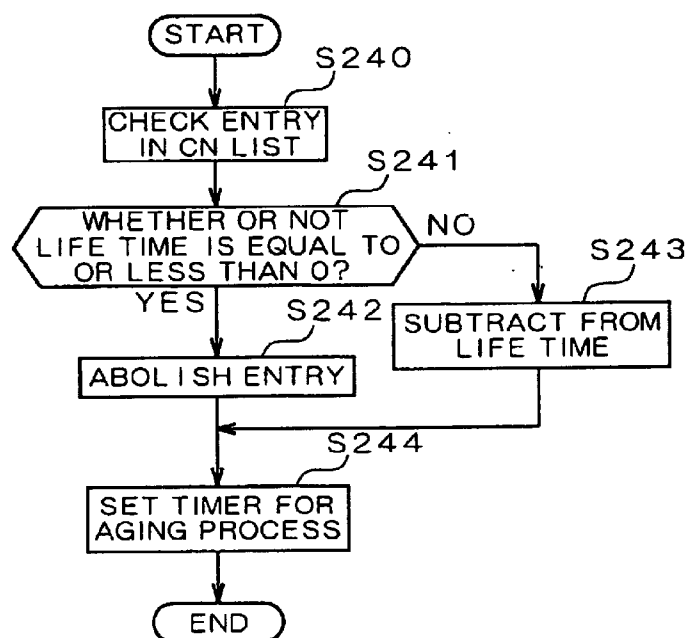 START
S240
CHECK ENTRY
IN CN LIST
S241
WHETHER OR NOT
LIFE TIME IS EQUAL TO
OR LESS THAN 0?
NO
YES
S243
SUBTRACT FROM
LIFE TIME
S242
ABOLISH ENTRY
S244
SET TIMER FOR
AGING PROCESS
END